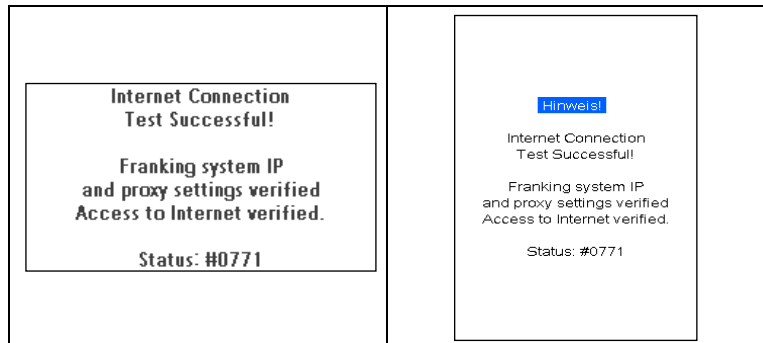 Internet Connection
Test Successful!
Franking system IP
and proxy settings verified
Access to Internet verified.
Status: #0771
Hinweis!
Internet Connection
Test Successful!
Franking system IP
and proxy settings verified
Access to Internet verified.
Status: #0771